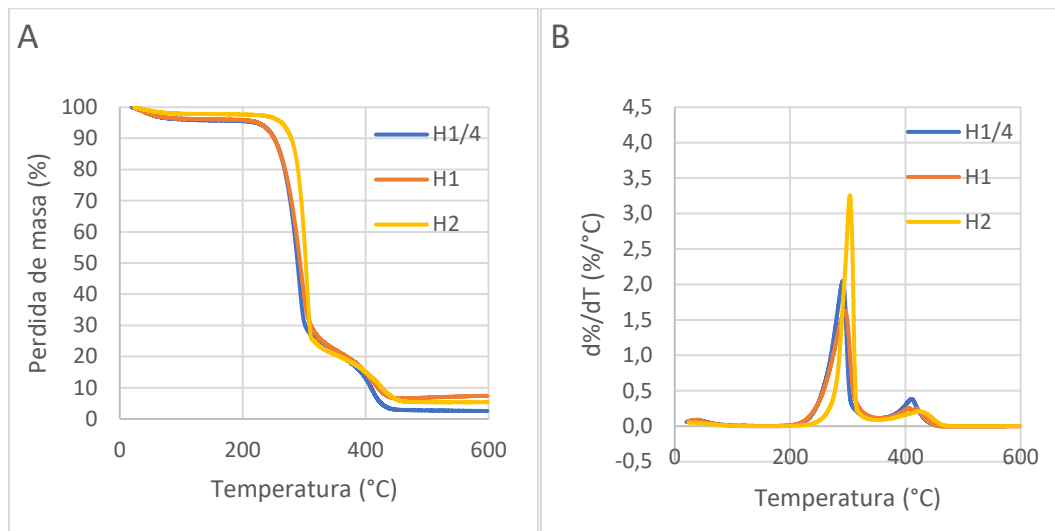 A
Perdida de masa (%)
100
90
80
70
60
50
40
30
20
10
0
0 200 400 600
Temperatura (°C)
H1/4
H1
H2
B
d%/dT (%/°C)
4,5
4,0
3,5
3,0
2,5
2,0
1,5
1,0
0,5
0,0
-0,5
0 200 400 600
Temperatura (°C)
H1/4
H1
H2